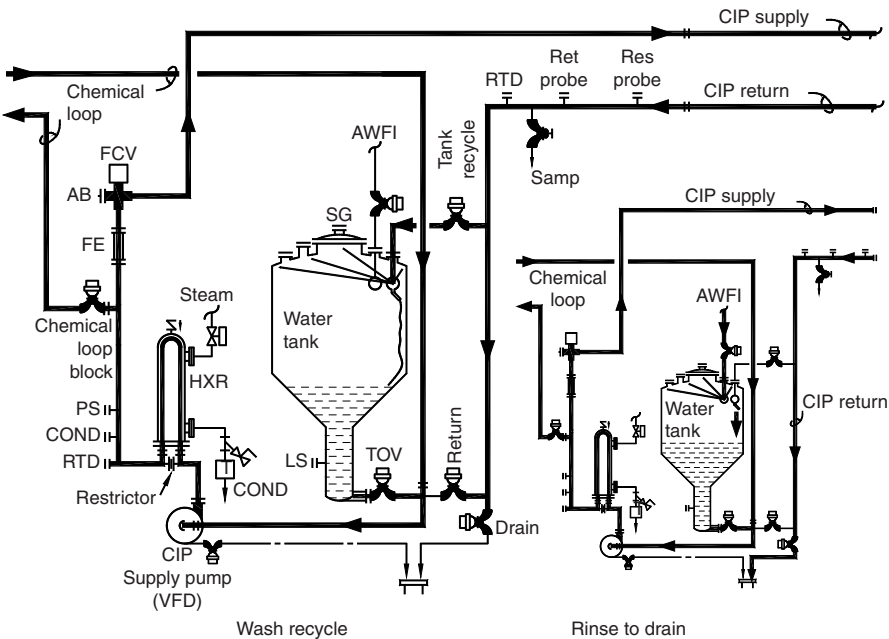 CIP supply
Chemical
loop
RTD
Ret
probe
Res
probe
CIP return
FCV
AB
AWFI
Tank
recycle
Samp
SG
FE
Steam
Chemical
loop
block
HXR
Water
tank
PS
COND
RTD
Restrictor
COND
LS
TOV
Return
Drain
CIP
Supply pump
(VFD)
Wash recycle
CIP supply
Chemical
loop
AWFI
Water
tank
CIP return
Rinse to drain